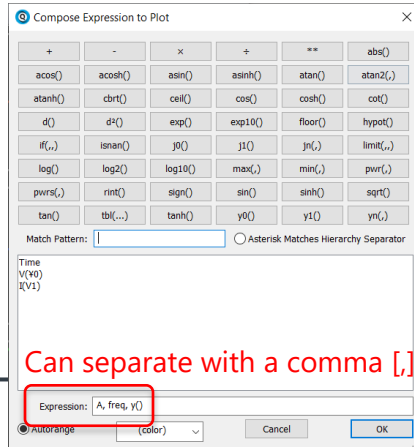 Compose Expression to Plot
+ - × ÷ ** abs()
acos() acosh() asin() asinh() atan() atan2(,)
atanh() cbrt() ceil() cos() cosh() cot()
d() d²() exp() exp10() floor() hypot()
if(,,) isnan() j0() j1() jn(,) limit(,,)
log() log2() log10() max(,) min(,) pwr(,)
pwrs(,) rint() sign() sin() sinh() sqrt()
tan() tbl(...) tanh() y0() y1() yn(,)
Match Pattern: Asterisk Matches Hierarchy Separator
Time
V(¥0)
I(V1)
Can separate with a comma [,]
Expression: A, freq, y()
Autorange (color) Cancel OK